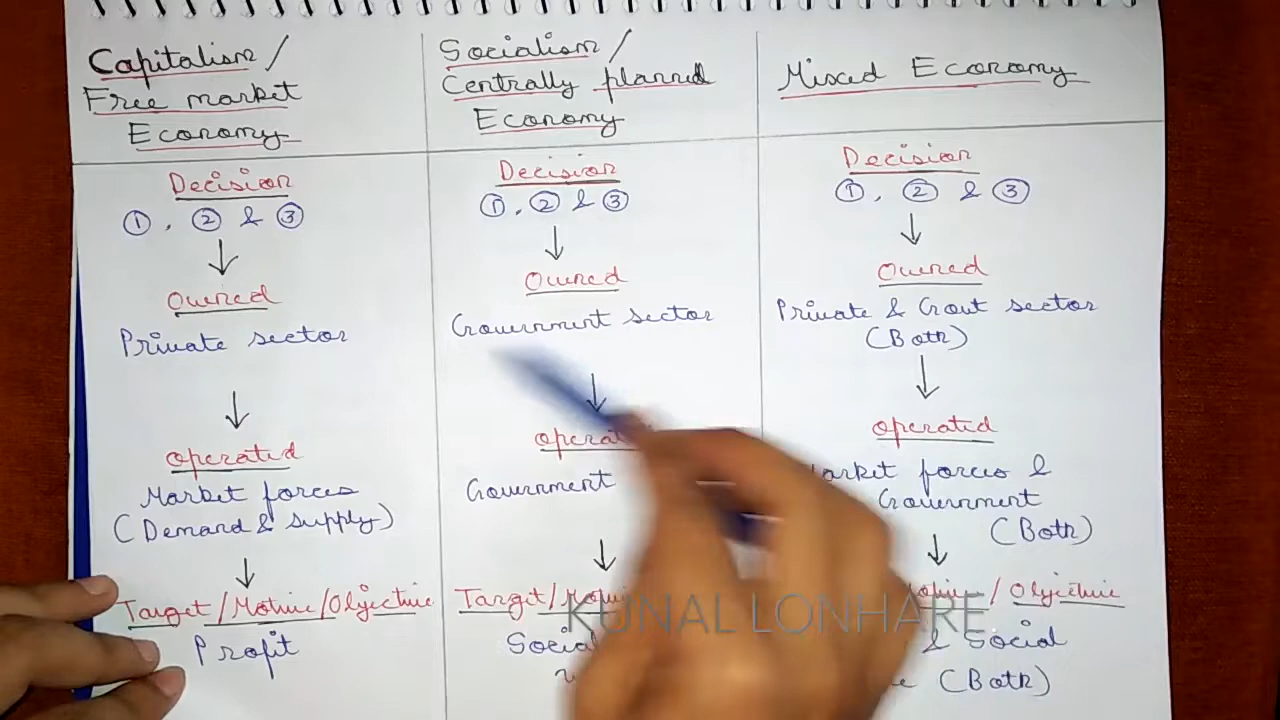 Capitalism/
Free market
Economy
Decision
①, ② & ③
Owned
Private sector
Operated
Market forces
(Demand & supply)
Target/Motive/Objective
Profit
Socialism/
Centrally planned
Economy
Decision
①, ② & ③
Owned
Government sector
Government
Target/
Social
Mixed Economy
Decision
①, ② & ③
Owned
Private & Govt sector
(Both)
Operated
Market forces &
Government
(Both)
/ Objective
& Social
(Both)
KUNAL LONHARE